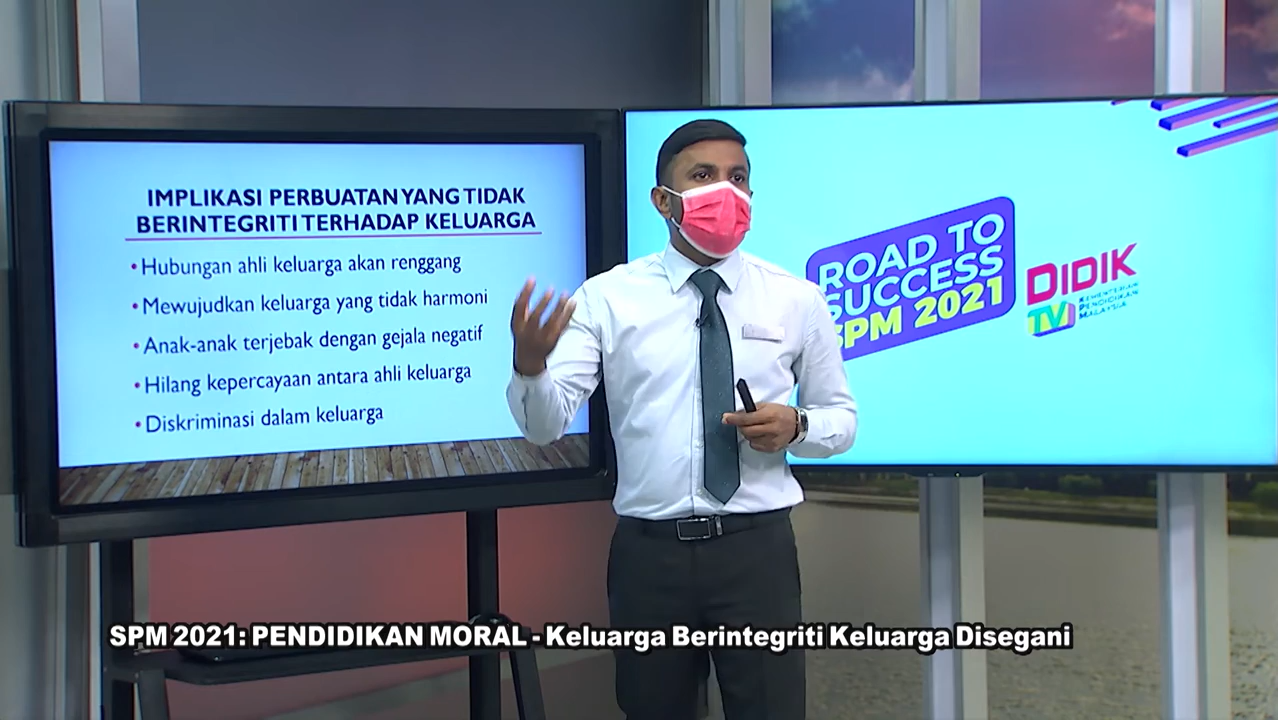 IMPLIKASI PERBUATAN YANG TIDAK
BERINTEGRITI TERHADAP KELUARGA
• Hubungan ahli keluarga akan renggang
• Mewujudkan keluarga yang tidak harmoni
• Anak-anak terjebak dengan gejala negatif
• Hilang kepercayaan antara ahli keluarga
• Diskriminasi dalam keluarga
ROAD TO
SUCCESS
SPM 2021
DIDIK
TV
KEMENTERIAN
PENDIDIKAN
MALAYSIA
SPM 2021: PENDIDIKAN MORAL - Keluarga Berintegriti Keluarga Disegani